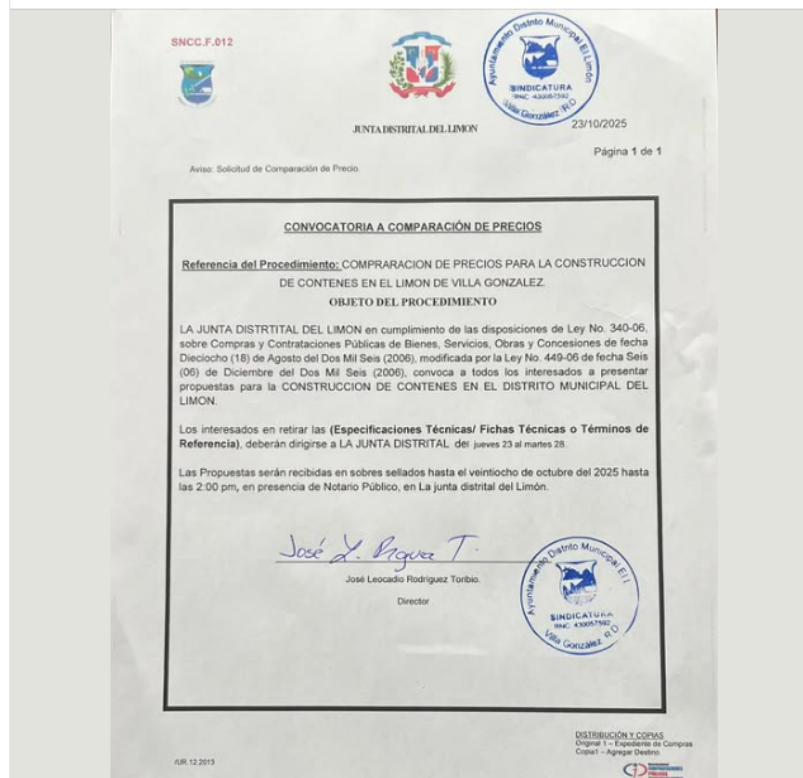 SNCC.F.012
Ayuntamiento Distrito Municipal El Limón
SINDICATURA
RNC 430057592
Villa González R.D
JUNTA DISTRITAL DEL LIMON
23/10/2025
Página 1 de 1
Aviso: Solicitud de Comparación de Precio.
CONVOCATORIA A COMPARACIÓN DE PRECIOS
Referencia del Procedimiento: COMPRARACION DE PRECIOS PARA LA CONSTRUCCION
DE CONTENES EN EL LIMON DE VILLA GONZALEZ.
OBJETO DEL PROCEDIMIENTO
LA JUNTA DISTRTITAL DEL LIMON en cumplimiento de las disposiciones de Ley No. 340-06,
sobre Compras y Contrataciones Públicas de Bienes, Servicios, Obras y Concesiones de fecha
Dieciocho (18) de Agosto del Dos Mil Seis (2006), modificada por la Ley No. 449-06 de fecha Seis
(06) de Diciembre del Dos Mil Seis (2006), convoca a todos los interesados a presentar
propuestas para la CONSTRUCCION DE CONTENES EN EL DISTRITO MUNICIPAL DEL
LIMON.
Los interesados en retirar las (Especificaciones Técnicas/ Fichas Técnicas o Términos de
Referencia), deberán dirigirse a LA JUNTA DISTRITAL del jueves 23 al martes 28.
Las Propuestas serán recibidas en sobres sellados hasta el veintiocho de octubre del 2025 hasta
las 2:00 pm, en presencia de Notario Público, en La junta distrital del Limón.
José L.
T.
José Leocadio Rodriguez Toribio.
Director
Ayuntamiento Distrito Municipal El
SINDICATURA
RNC 430057592
Villa González R.D
DISTRIBUCIÓN Y COPIAS
Original 1 – Expediente de Compras
Copia1 – Agregar Destino
/UR.12.2013
CONTRATACIONES
PÚBLICAS